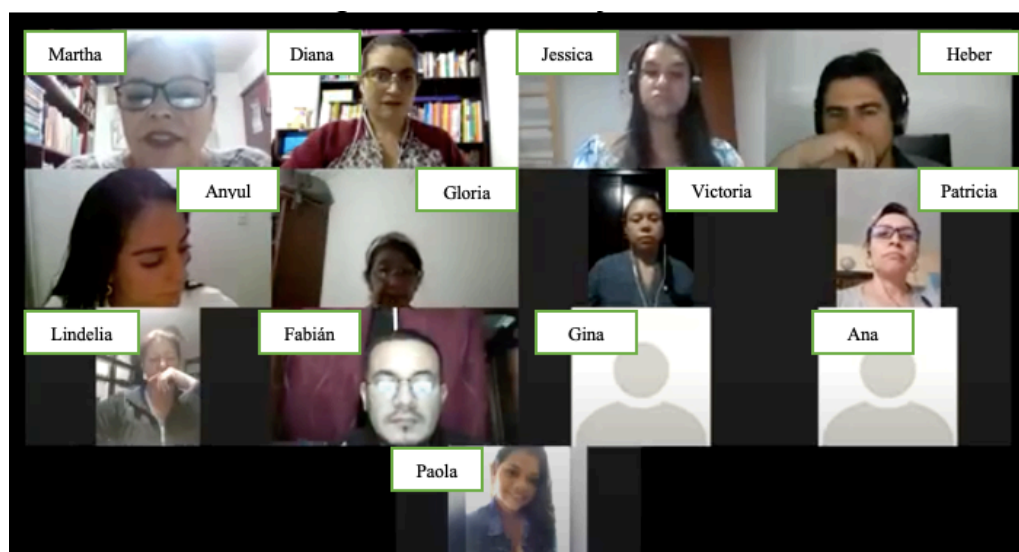 Martha
Diana
Jessica
Heber
Anyul
Gloria
Victoria
Patricia
Lindelia
Fabián
Gina
Ana
Paola